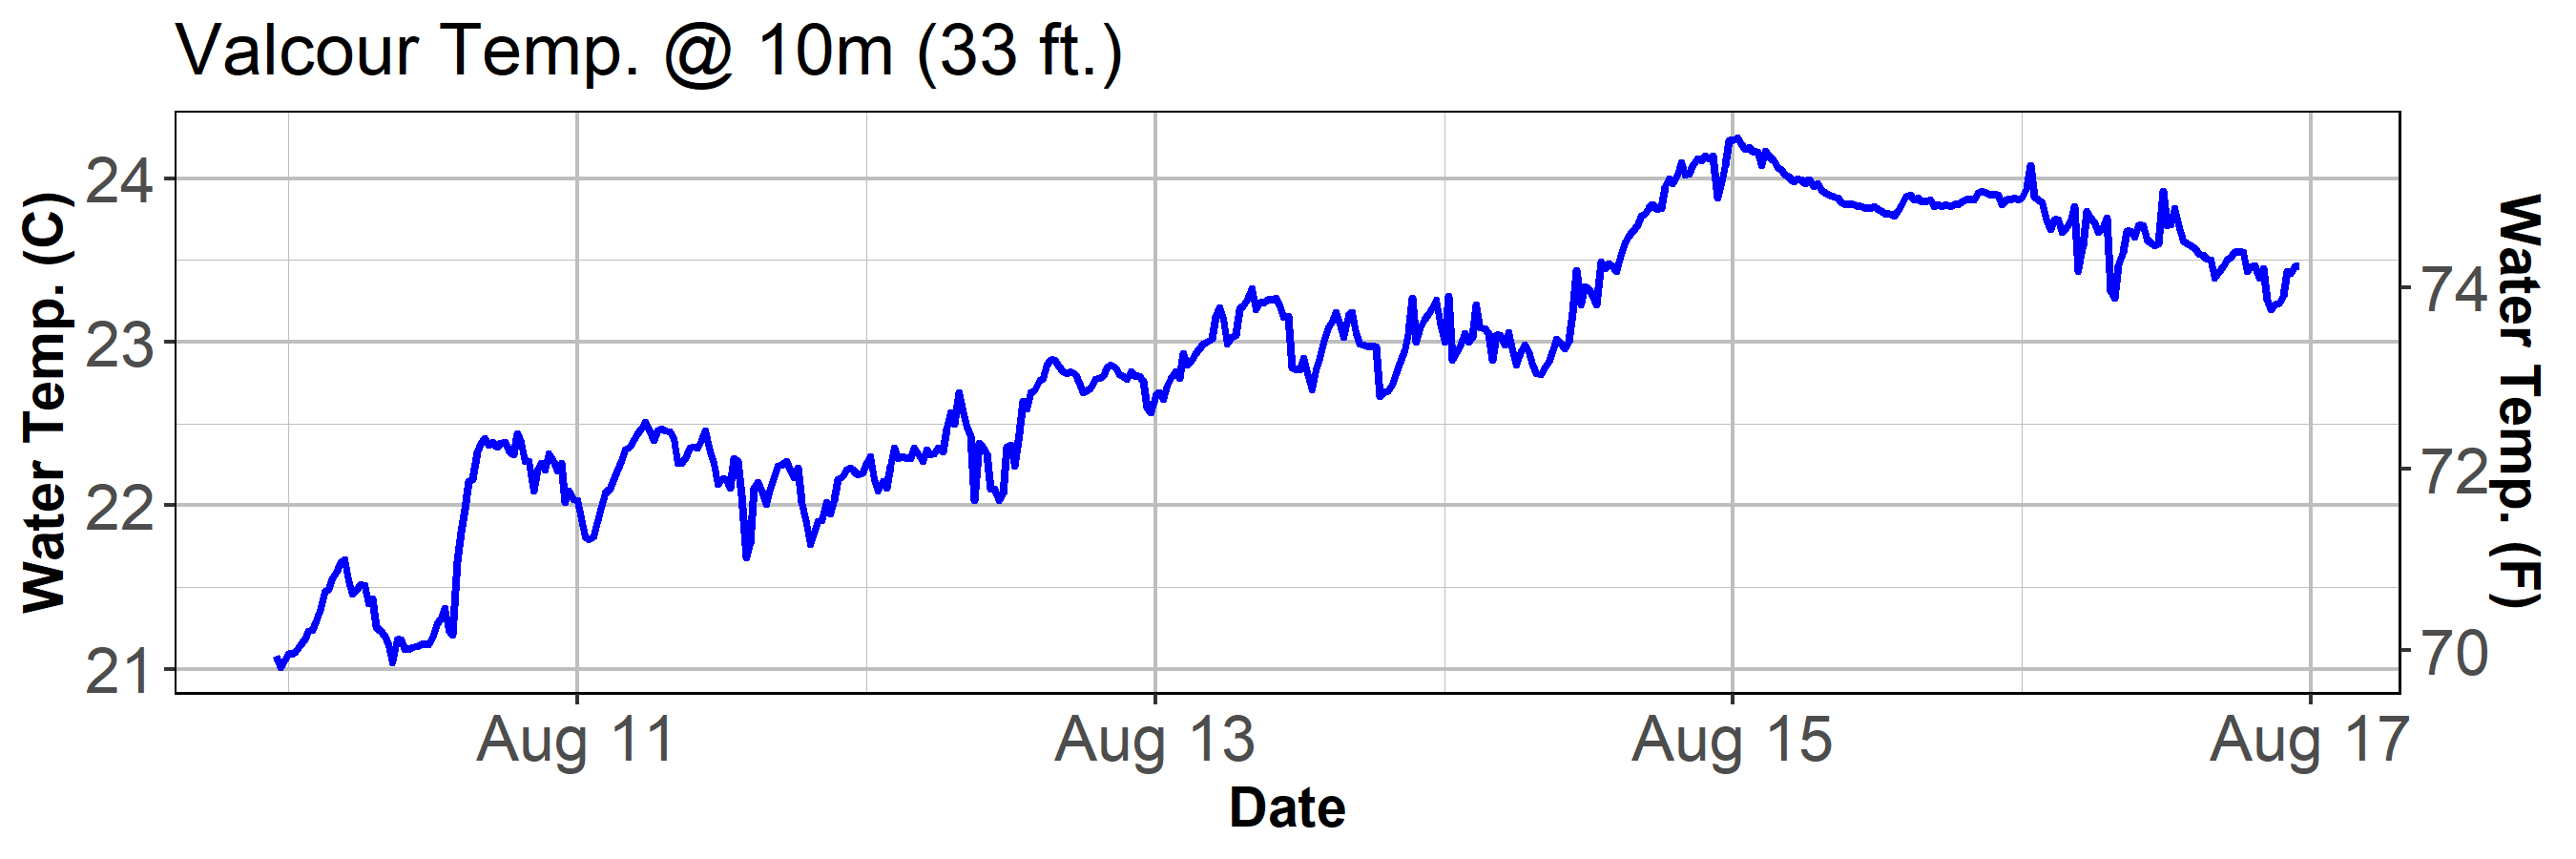 Valcour Temp. @ 10m (33 ft.)
Water Temp. (C)
24
23
22
21
74
72
70
Water Temp. (F)
Aug 11
Aug 13
Aug 15
Aug 17
Date